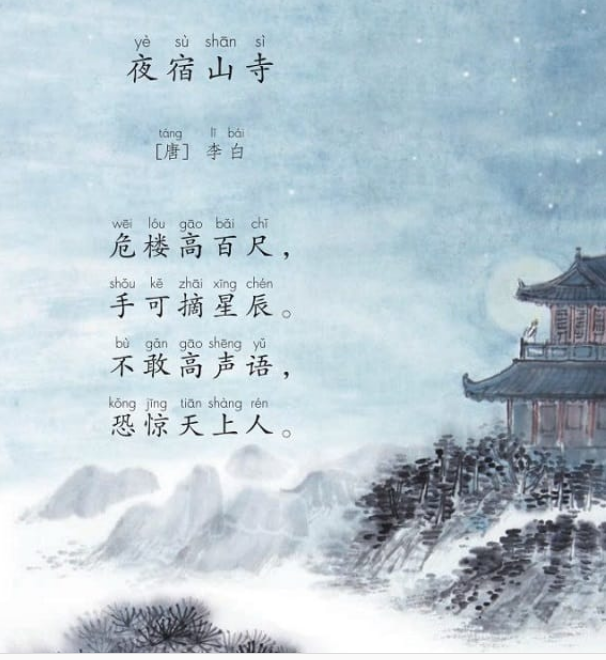 yè sù shān sì
夜宿山寺
táng lǐ bái
[唐] 李白
wēi lóu gāo bǎi chǐ
危楼高百尺，
shǒu kě zhāi xīng chén
手可摘星辰。
bù gǎn gāo shēng yǔ
不敢高声语，
kǒng jīng tiān shàng rén
恐惊天上人。